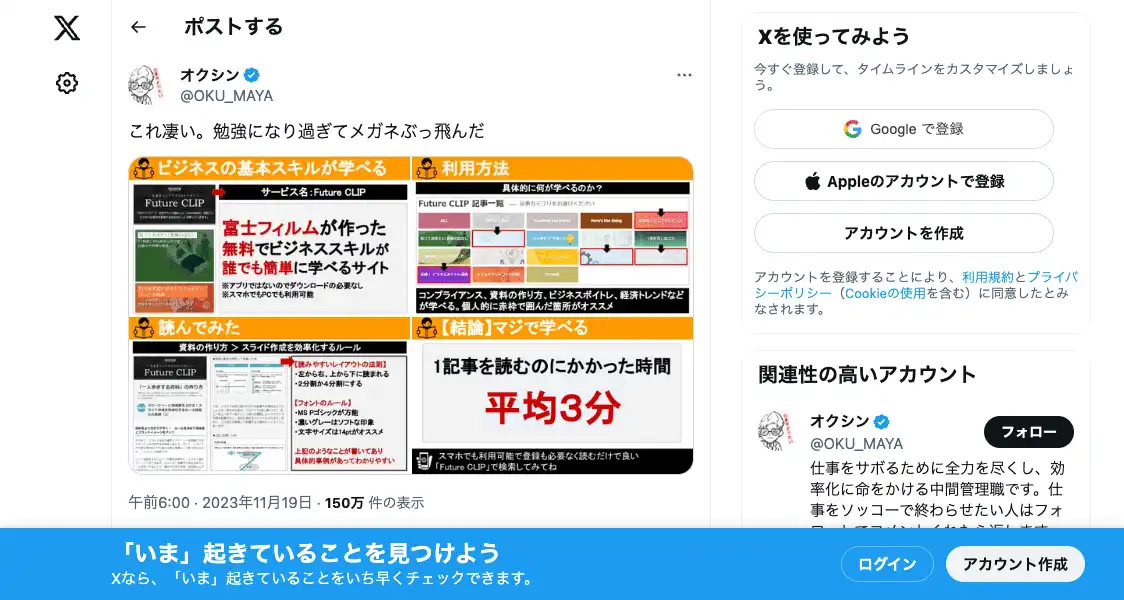 ポストする
オクシン
@OKU_MAYA
これ凄い。勉強になり過ぎてメガネぶっ飛んだ
ビジネスの基本スキルが学べる
サービス名:Future CLIP
Future CLIP
富士フィルムが作った
無料でビジネススキルが
誰でも簡単に学べるサイト
※アプリではないのでダウンロードの必要なし
※スマホでもPCでも利用可能
利用方法
具体的に何が学べるのか?
Future CLIP 記事一覧
ALL
コンプライアンス、資料の作り方、ビジネスボイトレ、経済トレンドなど
が学べる。個人的に赤枠で囲んだ箇所がオススメ
読んでみた
資料の作り方 > スライド作成を効率化するルール
Future CLIP
【読みやすいレイアウトの法則】
・左から右。上から下に読まれる
・2分割か4分割にする
【フォントのルール】
・MS Pゴシックが万能
・濃いグレーはソフトな印象
・文字サイズは14ptがオススメ
上記のようなことが書いてあり
具体的事例があってわかりやすい
【結論】マジで学べる
1記事を読むのにかかった時間
平均3分
スマホでも利用可能で登録も必要なく読むだけで良い
「Future CLIP」で検索してみてね
午前6:00 · 2023年11月19日 · 150万 件の表示
Xを使ってみよう
今すぐ登録して、タイムラインをカスタマイズしましょ
う。
Google で登録
Appleのアカウントで登録
アカウントを作成
アカウントを登録することにより、利用規約とプライバ
シーポリシー（Cookieの使用を含む）に同意したとみ
なされます。
関連性の高いアカウント
オクシン
@OKU_MAYA
フォロー
仕事をサボるために全力を尽くし、効
率化に命をかける中間管理職です。仕
事をソッコーで終わらせたい人はフォ
「いま」起きていることを見つけよう
Xなら、「いま」起きていることをいち早くチェックできます。
ログイン
アカウント作成